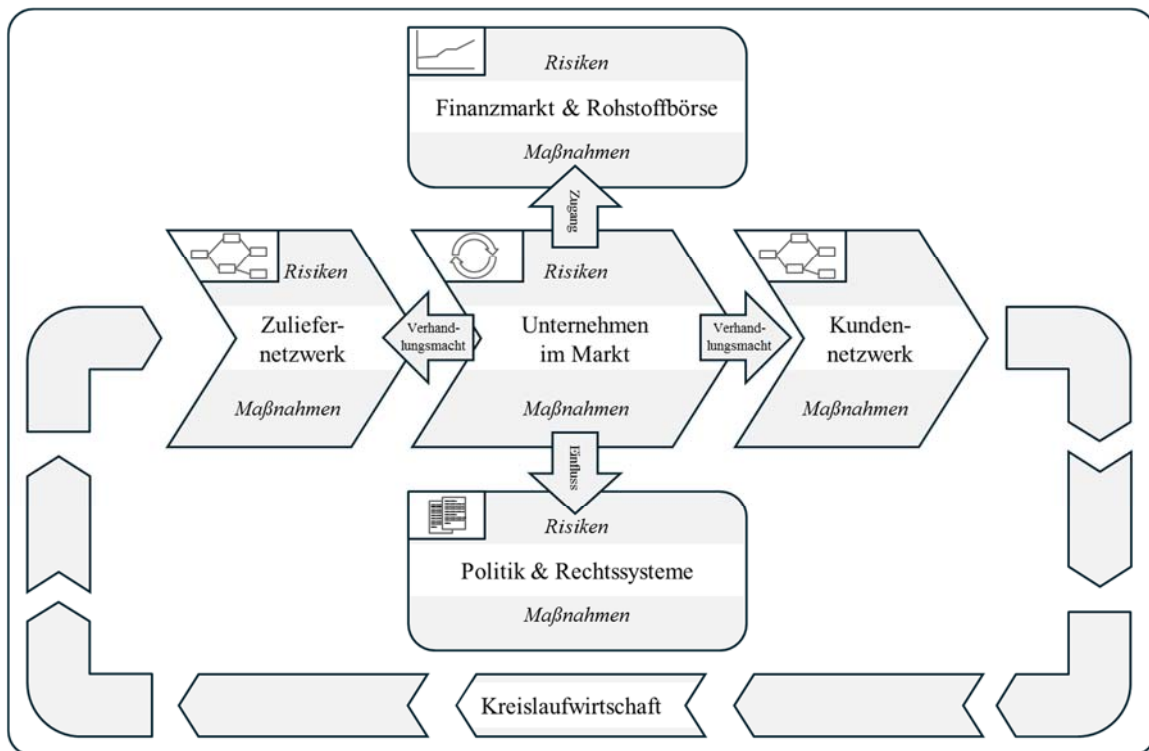 Risiken
Finanzmarkt & Rohstoffbörse
Maßnahmen
Zugang
Risiken
Zuliefer-
netzwerk
Maßnahmen
Verhand-
lungsmacht
Risiken
Unternehmen
im Markt
Maßnahmen
Verhand-
lungsmacht
Risiken
Kunden-
netzwerk
Maßnahmen
Einfluss
Risiken
Politik & Rechtssysteme
Maßnahmen
Kreislaufwirtschaft